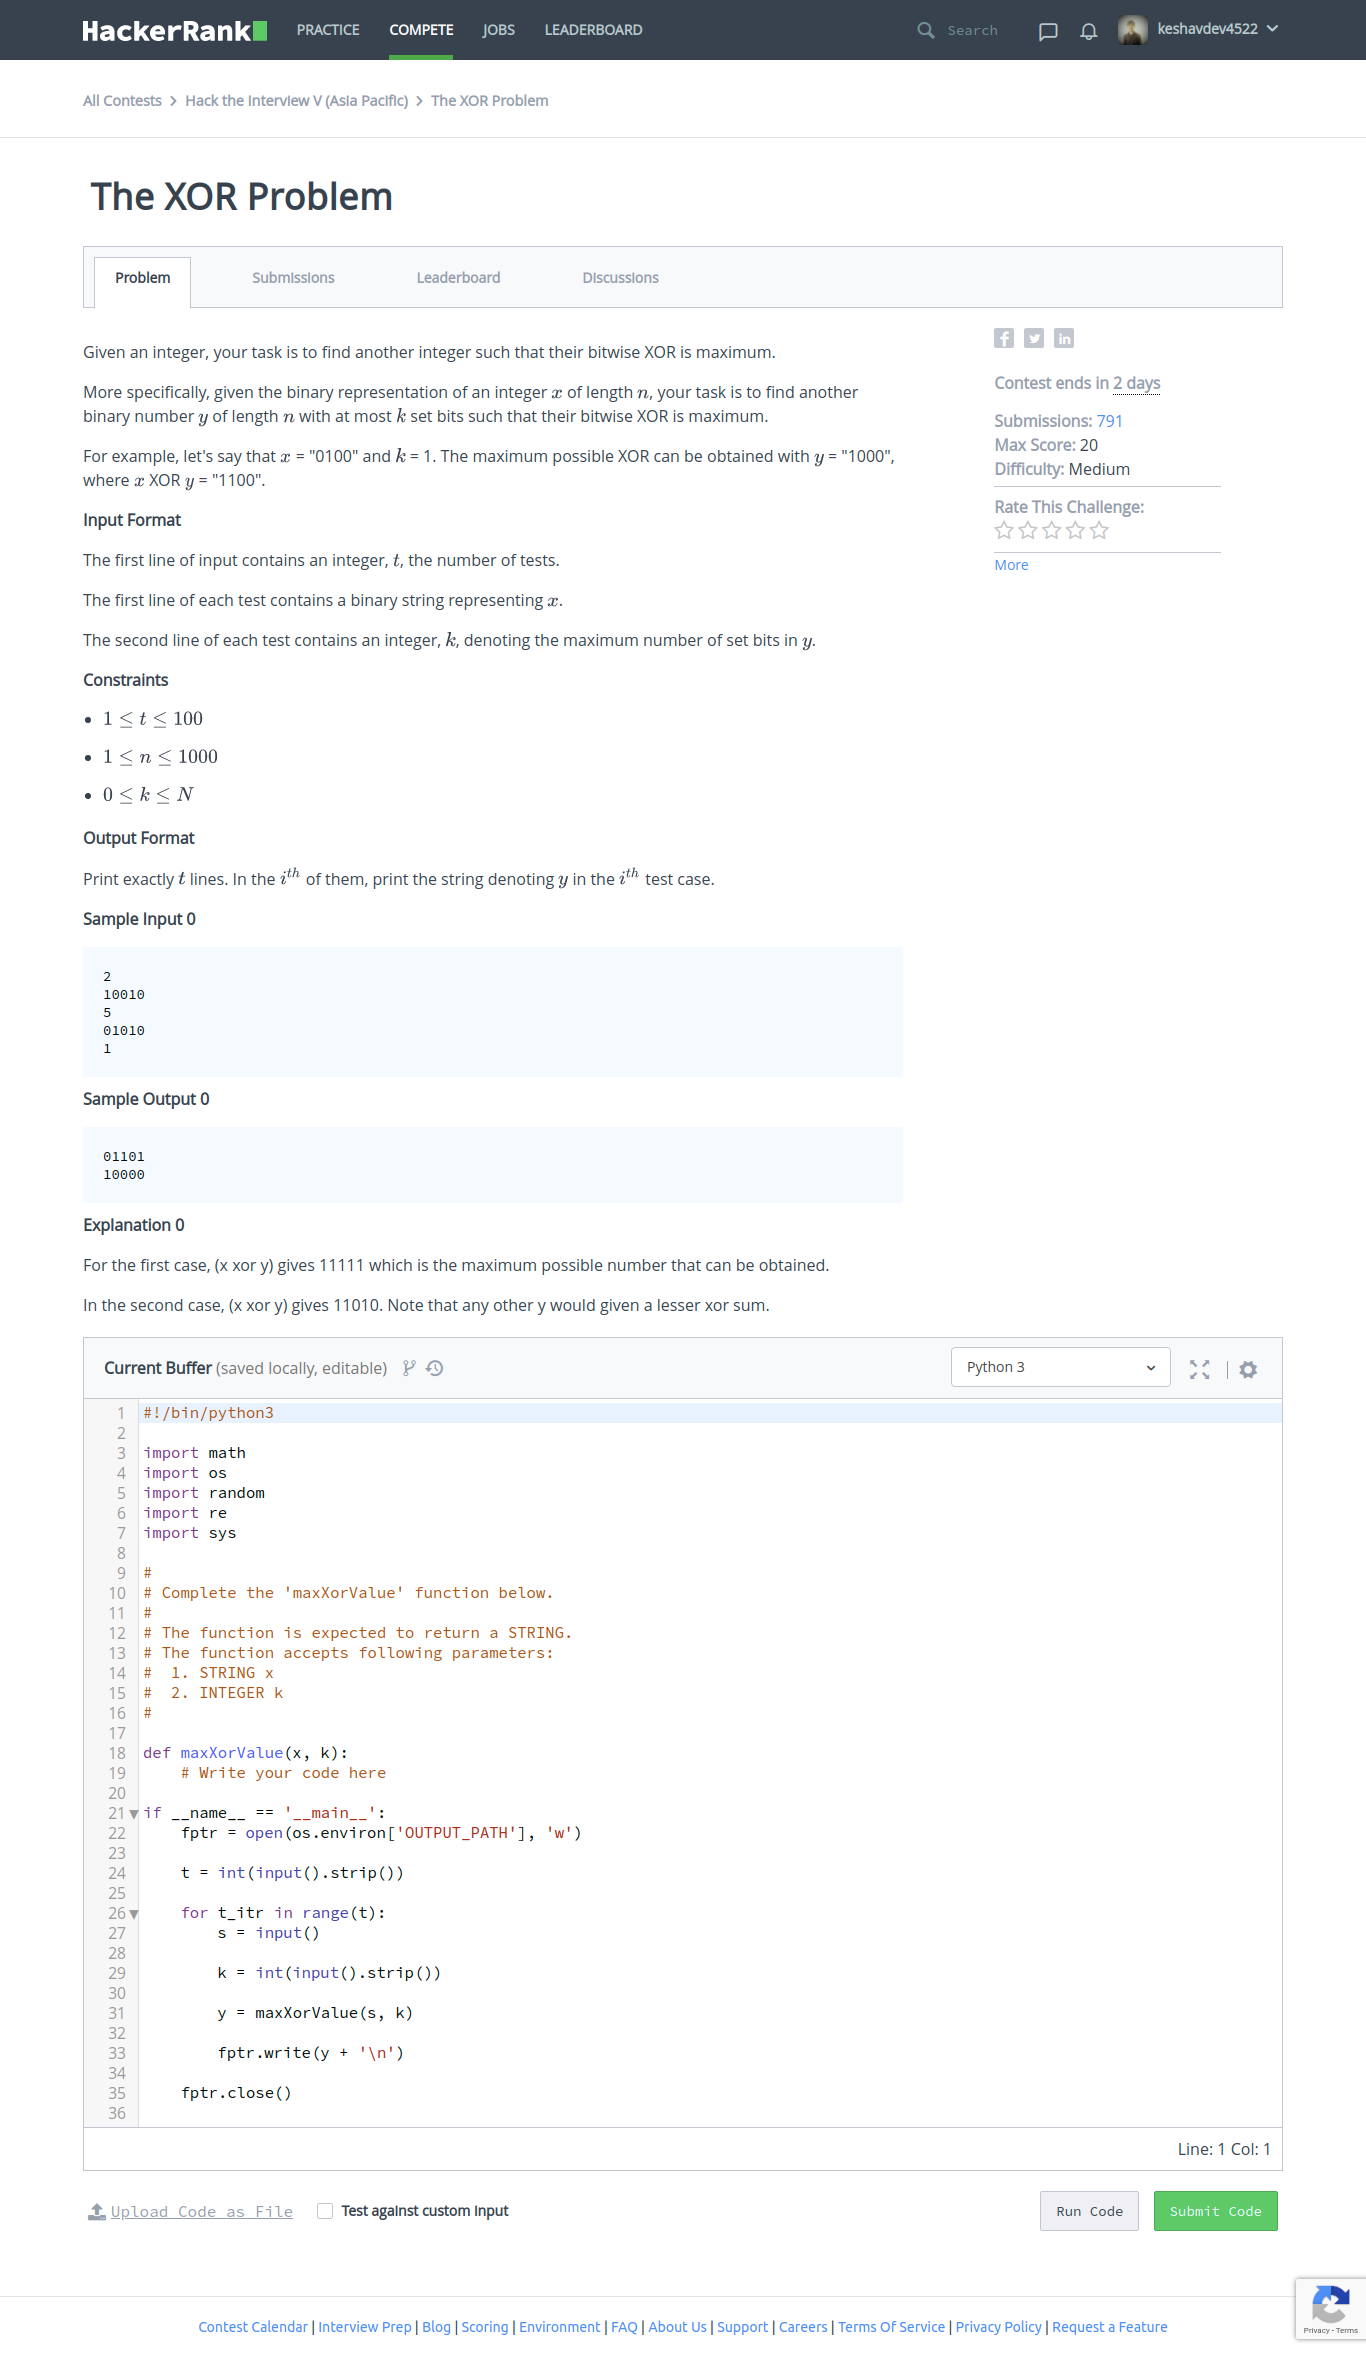 HackerRank PRACTICE COMPETE JOBS LEADERBOARD Search keshavdev4522
All Contests > Hack the Interview V (Asia Pacific) > The XOR Problem
The XOR Problem
Problem Submissions Leaderboard Discussions
Given an integer, your task is to find another integer such that their bitwise XOR is maximum.
More specifically, given the binary representation of an integer x of length n, your task is to find another
binary number y of length n with at most k set bits such that their bitwise XOR is maximum.
For example, let's say that x = "0100" and k = 1. The maximum possible XOR can be obtained with y = "1000",
where x XOR y = "1100".
Input Format
The first line of input contains an integer, t, the number of tests.
The first line of each test contains a binary string representing x.
The second line of each test contains an integer, k, denoting the maximum number of set bits in y.
Constraints
• 1 ≤ t ≤ 100
• 1 ≤ n ≤ 1000
• 0 ≤ k ≤ N
Output Format
Print exactly t lines. In the i^th of them, print the string denoting y in the i^th test case.
Sample Input 0
2
10010
5
01010
1
Sample Output 0
01101
10000
Explanation 0
For the first case, (x xor y) gives 11111 which is the maximum possible number that can be obtained.
In the second case, (x xor y) gives 11010. Note that any other y would given a lesser xor sum.
Contest ends in 2 days
Submissions: 791
Max Score: 20
Difficulty: Medium
Rate This Challenge:
More
Current Buffer (saved locally, editable) Python 3
1 #!/bin/python3
2
3 import math
4 import os
5 import random
6 import re
7 import sys
8
9 #
10 # Complete the 'maxXorValue' function below.
11 #
12 # The function is expected to return a STRING.
13 # The function accepts following parameters:
14 #  1. STRING x
15 #  2. INTEGER k
16 #
17
18 def maxXorValue(x, k):
19     # Write your code here
20
21 if __name__ == '__main__':
22     fptr = open(os.environ['OUTPUT_PATH'], 'w')
23
24     t = int(input().strip())
25
26     for t_itr in range(t):
27         s = input()
28
29         k = int(input().strip())
30
31         y = maxXorValue(s, k)
32
33         fptr.write(y + '\n')
34
35     fptr.close()
36
Line: 1 Col: 1
Upload Code as File Test against custom input Run Code Submit Code
Contest Calendar | Interview Prep | Blog | Scoring | Environment | FAQ | About Us | Support | Careers | Terms Of Service | Privacy Policy | Request a Feature
Privacy - Terms